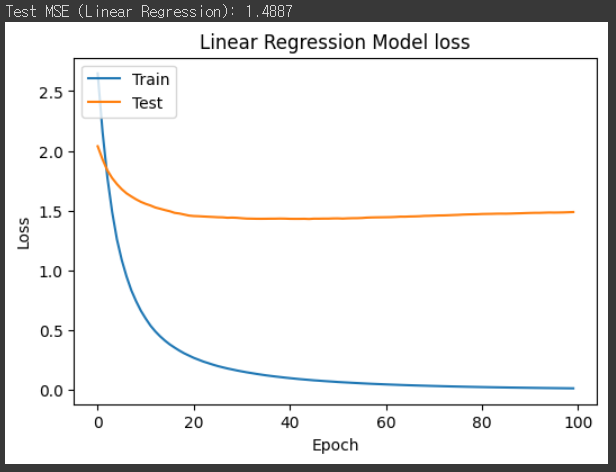 Test MSE (Linear Regression): 1.4887
Linear Regression Model loss
Train
Test
2.5
2.0
1.5
1.0
0.5
0.0
Loss
0 20 40 60 80 100
Epoch